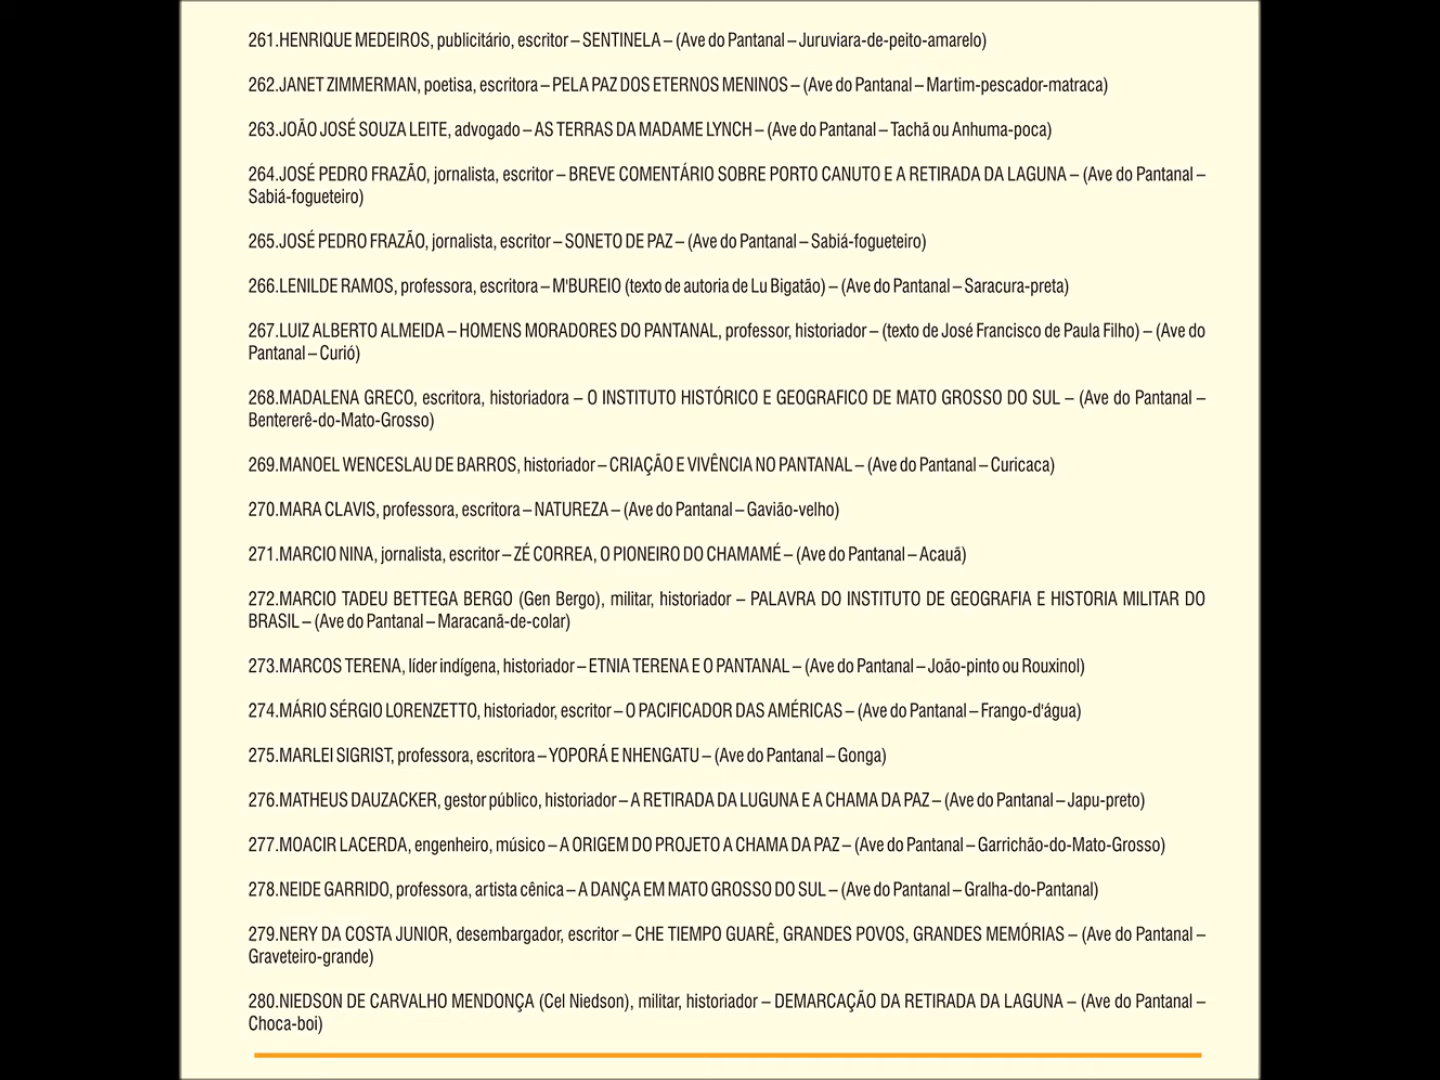 261.HENRIQUE MEDEIROS, publicitário, escritor – SENTINELA – (Ave do Pantanal – Juruviara-de-peito-amarelo)
262.JANET ZIMMERMAN, poetisa, escritora – PELA PAZ DOS ETERNOS MENINOS – (Ave do Pantanal – Martim-pescador-matraca)
263.JOÃO JOSÉ SOUZA LEITE, advogado – AS TERRAS DA MADAME LYNCH – (Ave do Pantanal – Tachã ou Anhuma-poca)
264.JOSÉ PEDRO FRAZÃO, jornalista, escritor – BREVE COMENTÁRIO SOBRE PORTO CANUTO E A RETIRADA DA LAGUNA – (Ave do Pantanal –
Sabiá-fogueteiro)
265.JOSÉ PEDRO FRAZÃO, jornalista, escritor – SONETO DE PAZ – (Ave do Pantanal – Sabiá-fogueteiro)
266.LENILDE RAMOS, professora, escritora – M'BUREIO (texto de autoria de Lu Bigatão) – (Ave do Pantanal – Saracura-preta)
267.LUIZ ALBERTO ALMEIDA – HOMENS MORADORES DO PANTANAL, professor, historiador – (texto de José Francisco de Paula Filho) – (Ave do
Pantanal – Curió)
268.MADALENA GRECO, escritora, historiadora – O INSTITUTO HISTÓRICO E GEOGRAFICO DE MATO GROSSO DO SUL – (Ave do Pantanal –
Bentererê-do-Mato-Grosso)
269.MANOEL WENCESLAU DE BARROS, historiador – CRIAÇÃO E VIVÊNCIA NO PANTANAL – (Ave do Pantanal – Curicaca)
270.MARA CLAVIS, professora, escritora – NATUREZA – (Ave do Pantanal – Gavião-velho)
271.MARCIO NINA, jornalista, escritor – ZÉ CORREA, O PIONEIRO DO CHAMAMÉ – (Ave do Pantanal – Acauã)
272.MARCIO TADEU BETTEGA BERGO (Gen Bergo), militar, historiador – PALAVRA DO INSTITUTO DE GEOGRAFIA E HISTORIA MILITAR DO
BRASIL – (Ave do Pantanal – Maracanã-de-colar)
273.MARCOS TERENA, líder indígena, historiador – ETNIA TERENA E O PANTANAL – (Ave do Pantanal – João-pinto ou Rouxinol)
274.MÁRIO SÉRGIO LORENZETTO, historiador, escritor – O PACIFICADOR DAS AMÉRICAS – (Ave do Pantanal – Frango-d'água)
275.MARLEI SIGRIST, professora, escritora – YOPORÁ E NHENGATU – (Ave do Pantanal – Gonga)
276.MATHEUS DAUZACKER, gestor público, historiador – A RETIRADA DA LUGUNA E A CHAMA DA PAZ – (Ave do Pantanal – Japu-preto)
277.MOACIR LACERDA, engenheiro, músico – A ORIGEM DO PROJETO A CHAMA DA PAZ – (Ave do Pantanal – Garrichão-do-Mato-Grosso)
278.NEIDE GARRIDO, professora, artista cênica – A DANÇA EM MATO GROSSO DO SUL – (Ave do Pantanal – Gralha-do-Pantanal)
279.NERY DA COSTA JUNIOR, desembargador, escritor – CHE TIEMPO GUARÊ, GRANDES POVOS, GRANDES MEMÓRIAS – (Ave do Pantanal –
Graveteiro-grande)
280.NIEDSON DE CARVALHO MENDONÇA (Cel Niedson), militar, historiador – DEMARCAÇÃO DA RETIRADA DA LAGUNA – (Ave do Pantanal –
Choca-boi)